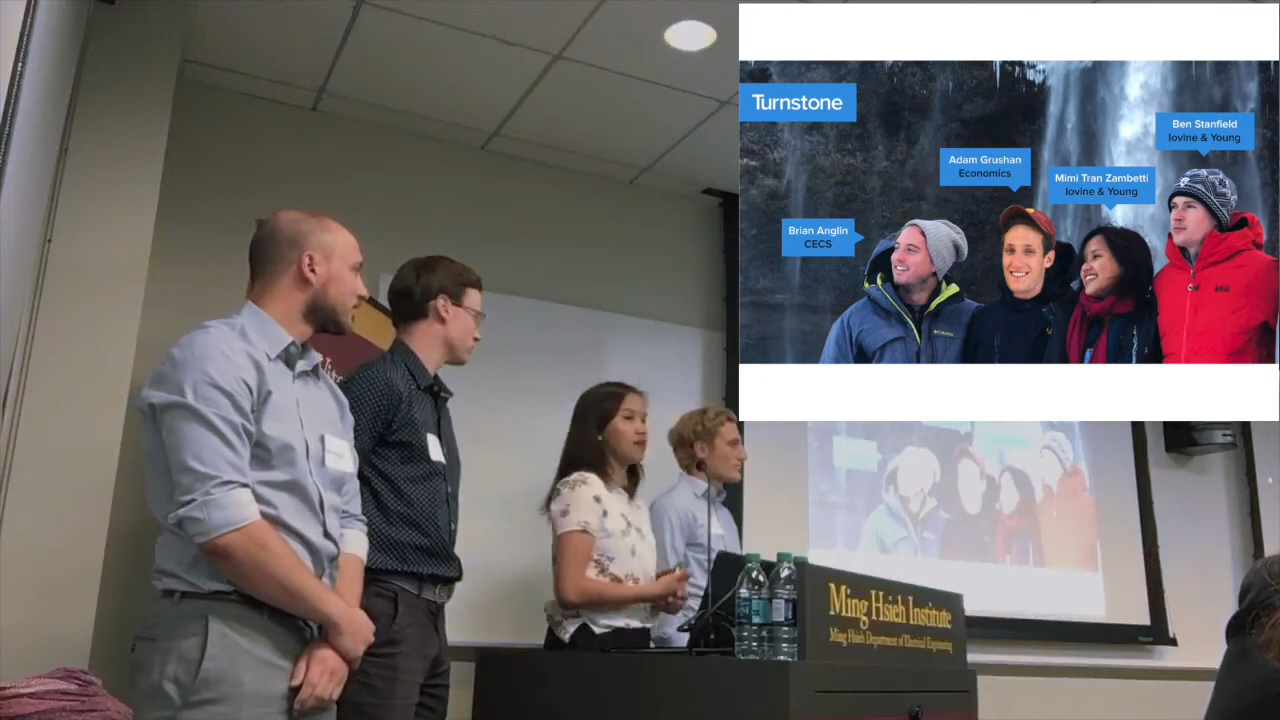 Turnstone
Ben Stanfield
Iovine & Young
Adam Grushan
Economics
Mimi Tran Zambetti
Iovine & Young
Brian Anglin
CECS
Ming Hsieh Institute
Ming Hsieh Department of Electrical Engineering